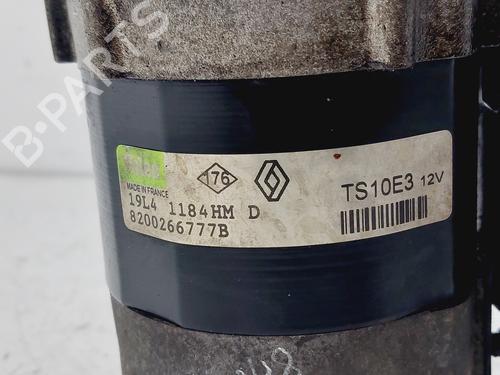 B-PARTS
MADE IN FRANCE
176
19L4 1184HM D
8200266777B
TS10E3 12V